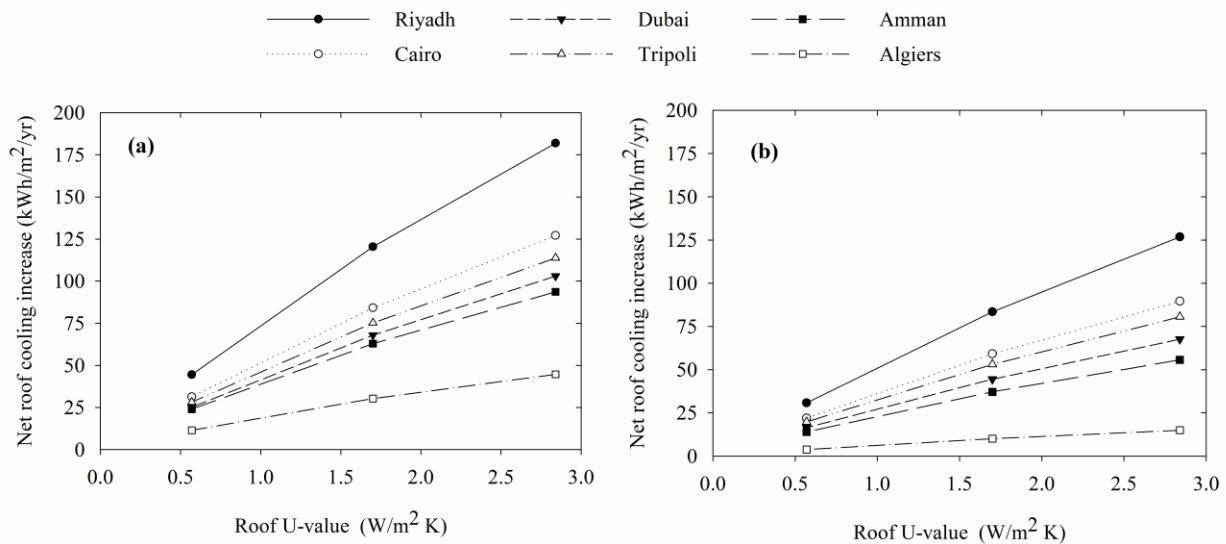 Riyadh Dubai Amman
Cairo Tripoli Algiers
(a)
Net roof cooling increase (kWh/m²/yr)
200
175
150
125
100
75
50
25
0
0.0 0.5 1.0 1.5 2.0 2.5 3.0
Roof U-value (W/m² K)
(b)
Net roof cooling increase (kWh/m²/yr)
200
175
150
125
100
75
50
25
0
0.0 0.5 1.0 1.5 2.0 2.5 3.0
Roof U-value (W/m² K)